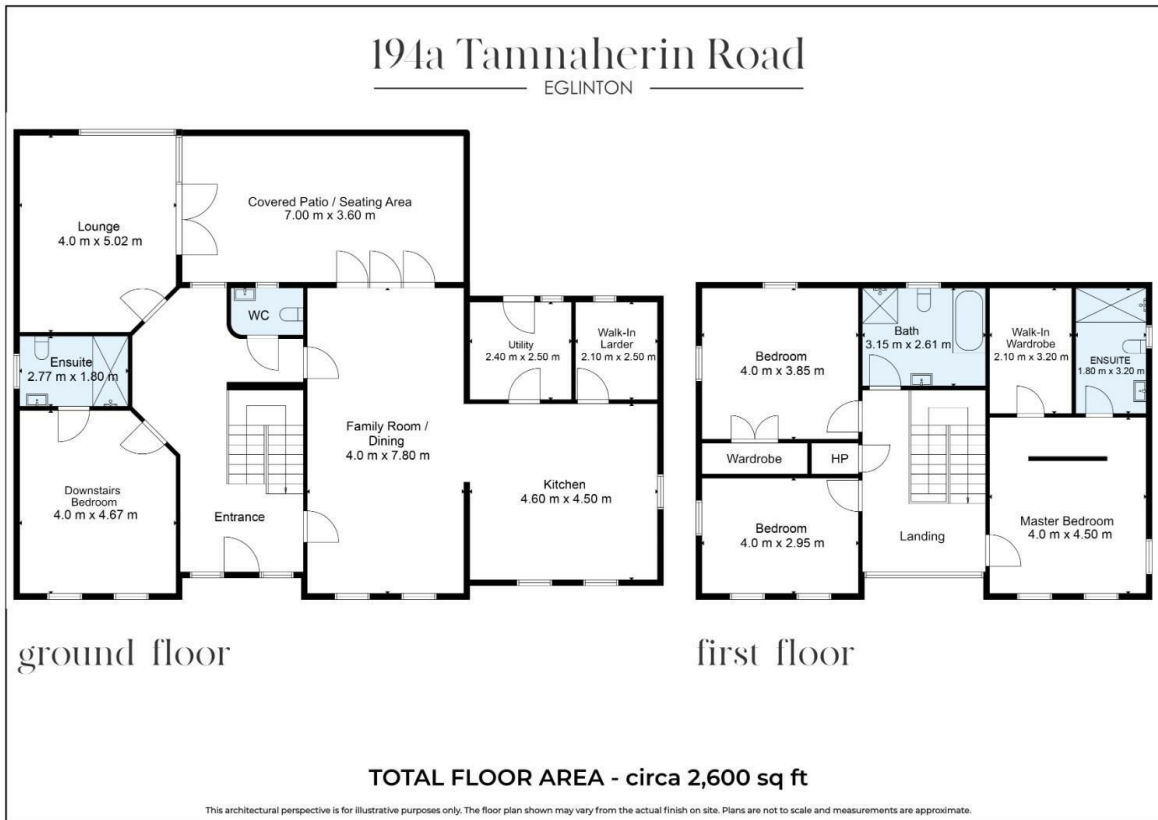 194a Tamnaherin Road
EGLINTON
Lounge
4.0 m x 5.02 m
Covered Patio / Seating Area
7.00 m x 3.60 m
WC
Ensuite
2.77 m x 1.80 m
Utility
2.40 m x 2.50 m
Walk-In
Larder
2.10 m x 2.50 m
Family Room /
Dining
4.0 m x 7.80 m
Downstairs
Bedroom
4.0 m x 4.67 m
Entrance
Kitchen
4.60 m x 4.50 m
ground floor
Bedroom
4.0 m x 3.85 m
Bath
3.15 m x 2.61 m
Walk-In
Wardrobe
2.10 m x 3.20 m
ENSUITE
1.80 m x 3.20 m
Wardrobe
HP
Bedroom
4.0 m x 2.95 m
Landing
Master Bedroom
4.0 m x 4.50 m
first floor
TOTAL FLOOR AREA - circa 2,600 sq ft
This architectural perspective is for illustrative purposes only. The floor plan shown may vary from the actual finish on site. Plans are not to scale and measurements are approximate.